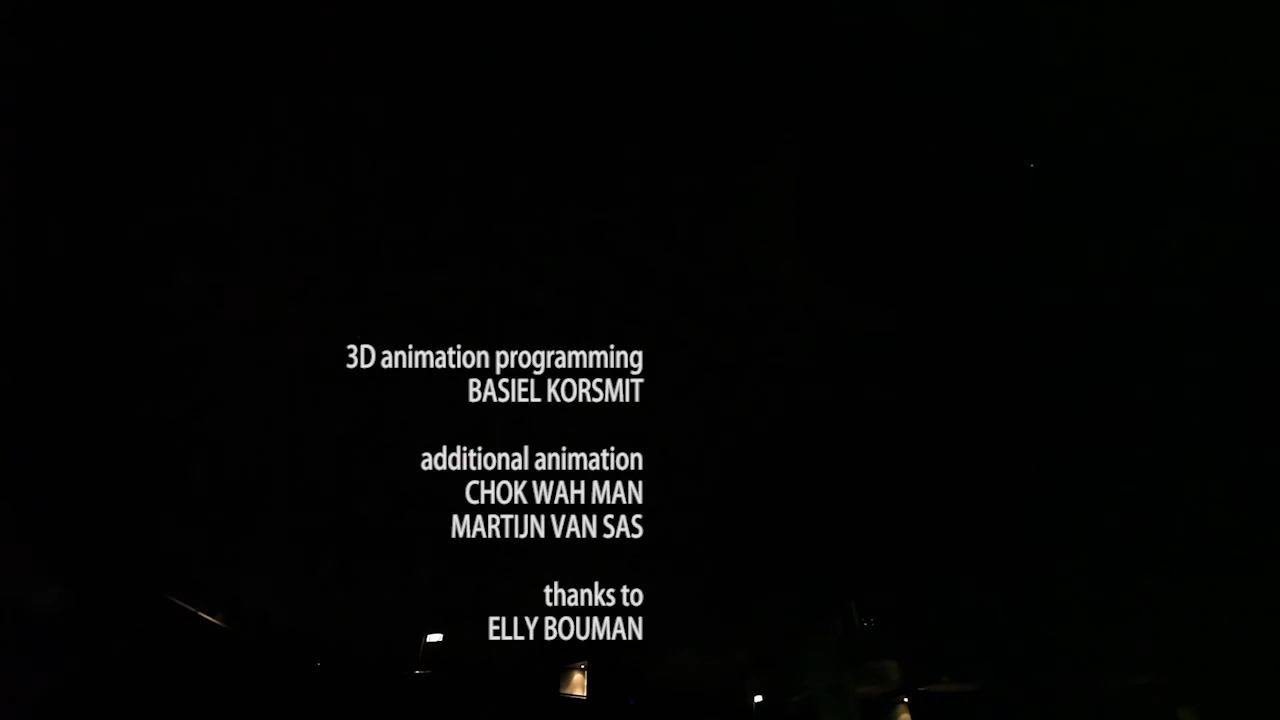 3D animation programming
BASIEL KORSMIT
additional animation
CHOK WAH MAN
MARTIJN VAN SAS
thanks to
ELLY BOUMAN